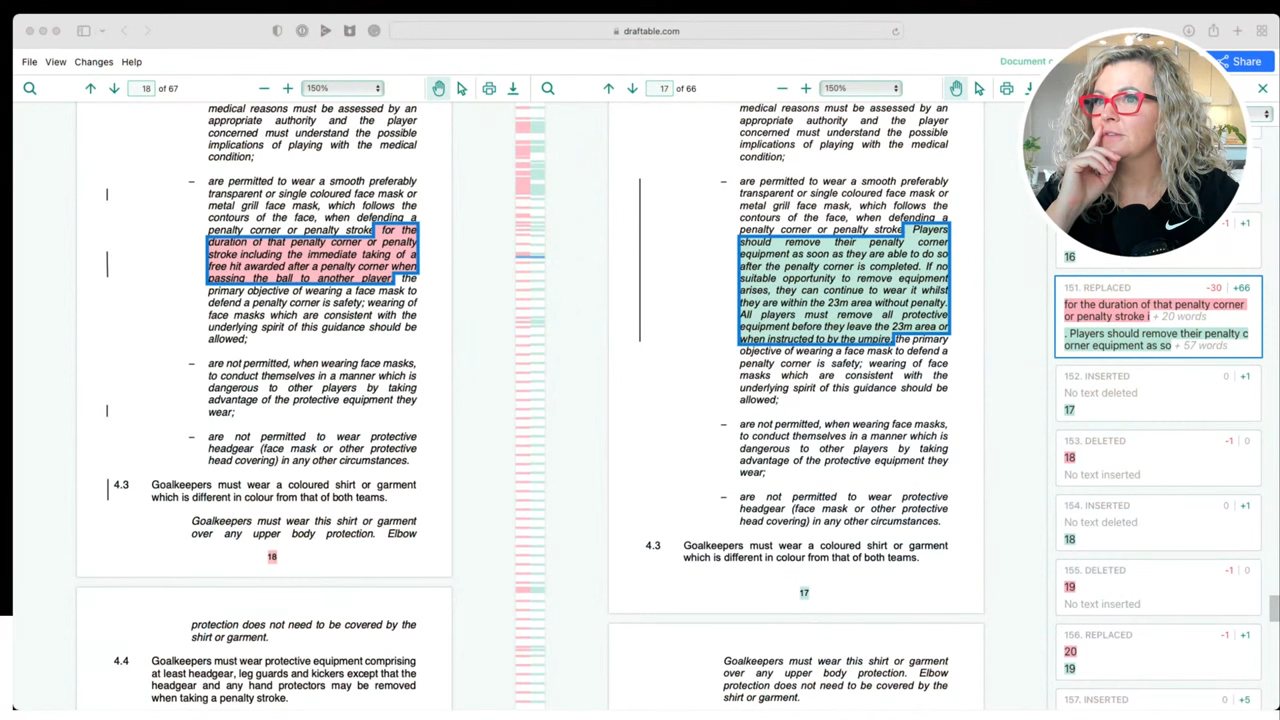 draftable.com
File View Changes Help
Document c
Share
18 of 67
150%
17 of 66
150%
medical reasons must be assessed by an
appropriate authority and the player
concerned must understand the possible
implications of playing with the medical
condition;
– are permitted to wear a smooth preferably
transparent or single coloured face mask or
metal grill face mask, which follows the
contours of the face, when defending a
penalty corner or penalty stroke for the
duration of that penalty corner or penalty
stroke including the immediate taking of a
free hit awarded after a penalty corner when
passing the ball to another player, the
primary objective of wearing a face mask to
defend a penalty corner is safety; wearing of
face masks which are consistent with the
underlying spirit of this guidance should be
allowed;
– are not permitted, when wearing face masks,
to conduct themselves in a manner which is
dangerous to other players by taking
advantage of the protective equipment they
wear;
– are not permitted to wear protective
headgear (face mask or other protective
head covering) in any other circumstances.
4.3 Goalkeepers must wear a coloured shirt or garment
which is different in colour from that of both teams.
Goalkeepers must wear this shirt or garment
over any upper body protection. Elbow
18
protection does not need to be covered by the
shirt or garment.
4.4 Goalkeepers must wear protective equipment comprising
at least headgear, leg guards and kickers except that the
headgear and any hand protectors may be removed
when taking a penalty stroke.
medical reasons must be assessed by an
appropriate authority and the player
concerned must understand the possible
implications of playing with the medical
condition;
– are permitted to wear a smooth preferably
transparent or single coloured face mask or
metal grill face mask, which follows the
contours of the face, when defending a
penalty corner or penalty stroke. Players
should remove their penalty corner
equipment as soon as they are able to do so
after the penalty corner is completed. If no
suitable opportunity to remove equipment
arises, they can continue to wear it whilst
they are within the 23m area without penalty.
All players must remove all protective
equipment before they leave the 23m area or
when instructed to by the umpire; the primary
objective of wearing a face mask to defend a
penalty corner is safety; wearing of face
masks which are consistent with the
underlying spirit of this guidance should be
allowed;
– are not permitted, when wearing face masks,
to conduct themselves in a manner which is
dangerous to other players by taking
advantage of the protective equipment they
wear;
– are not permitted to wear protective
headgear (face mask or other protective
head covering) in any other circumstances.
4.3 Goalkeepers must wear a coloured shirt or garment
which is different in colour from that of both teams.
17
Goalkeepers must wear this shirt or garment
over any upper body protection. Elbow
protection does not need to be covered by the
shirt or garment.
-1 +1
16
151. REPLACED -30 +66
for the duration of that penalty corner
or penalty stroke i + 20 words
. Players should remove their penalty c
orner equipment as so + 57 words
152. INSERTED 0 +1
No text deleted
17
153. DELETED -1 0
18
No text inserted
154. INSERTED 0 +1
No text deleted
18
155. DELETED -1 0
19
No text inserted
156. REPLACED -1 +1
20
19
157. INSERTED 0 +5